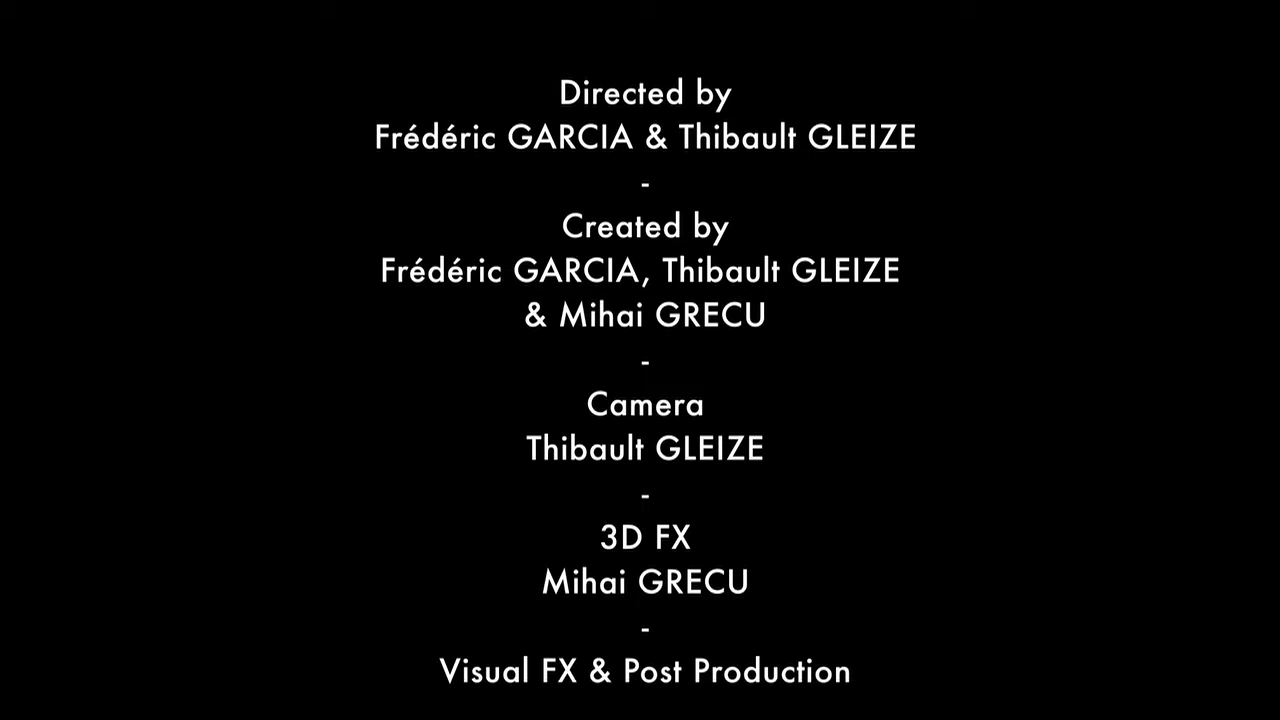 Directed by
Frédéric GARCIA & Thibault GLEIZE
-
Created by
Frédéric GARCIA, Thibault GLEIZE
& Mihai GRECU
-
Camera
Thibault GLEIZE
-
3D FX
Mihai GRECU
-
Visual FX & Post Production